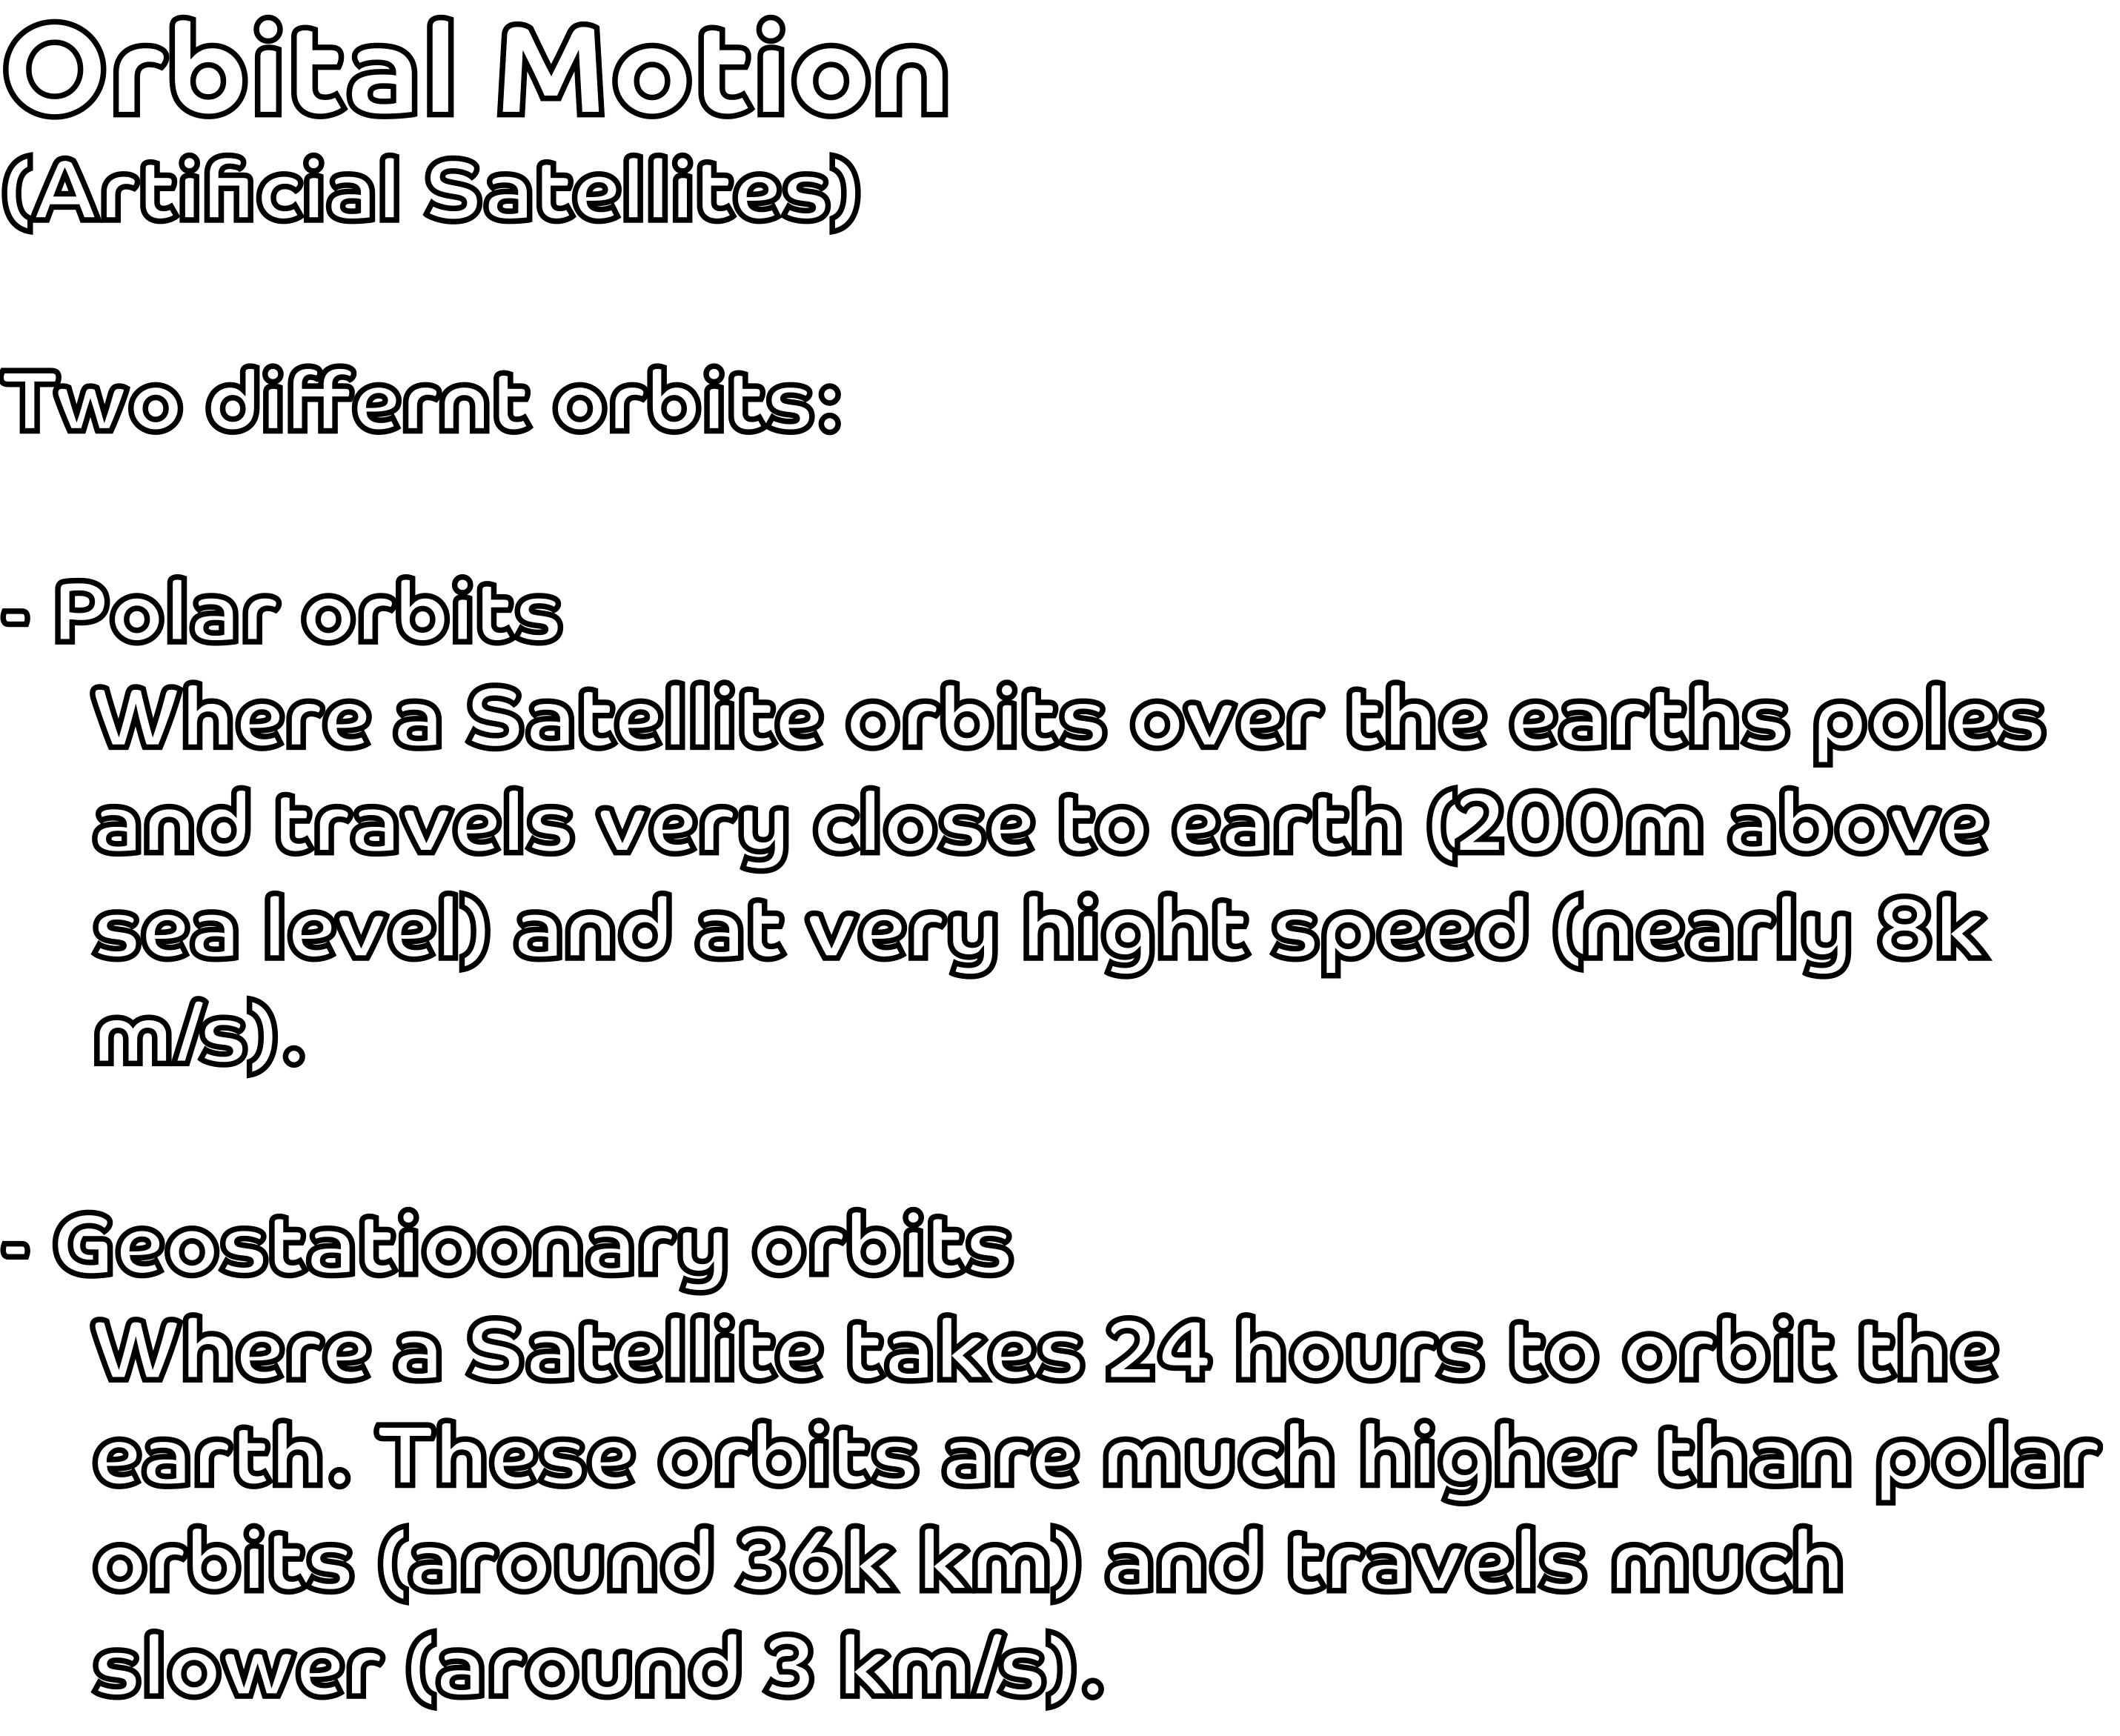 Orbital Motion
(Artificial Satellites)
Two differnt orbits:
- Polar orbits
Where a Satellite orbits over the earths poles
and travels very close to earth (200m above
sea level) and at very hight speed (nearly 8k
m/s).
- Geostatioonary orbits
Where a Satellite takes 24 hours to orbit the
earth. These orbits are much higher than polar
orbits (around 36k km) and travels much
slower (around 3 km/s).